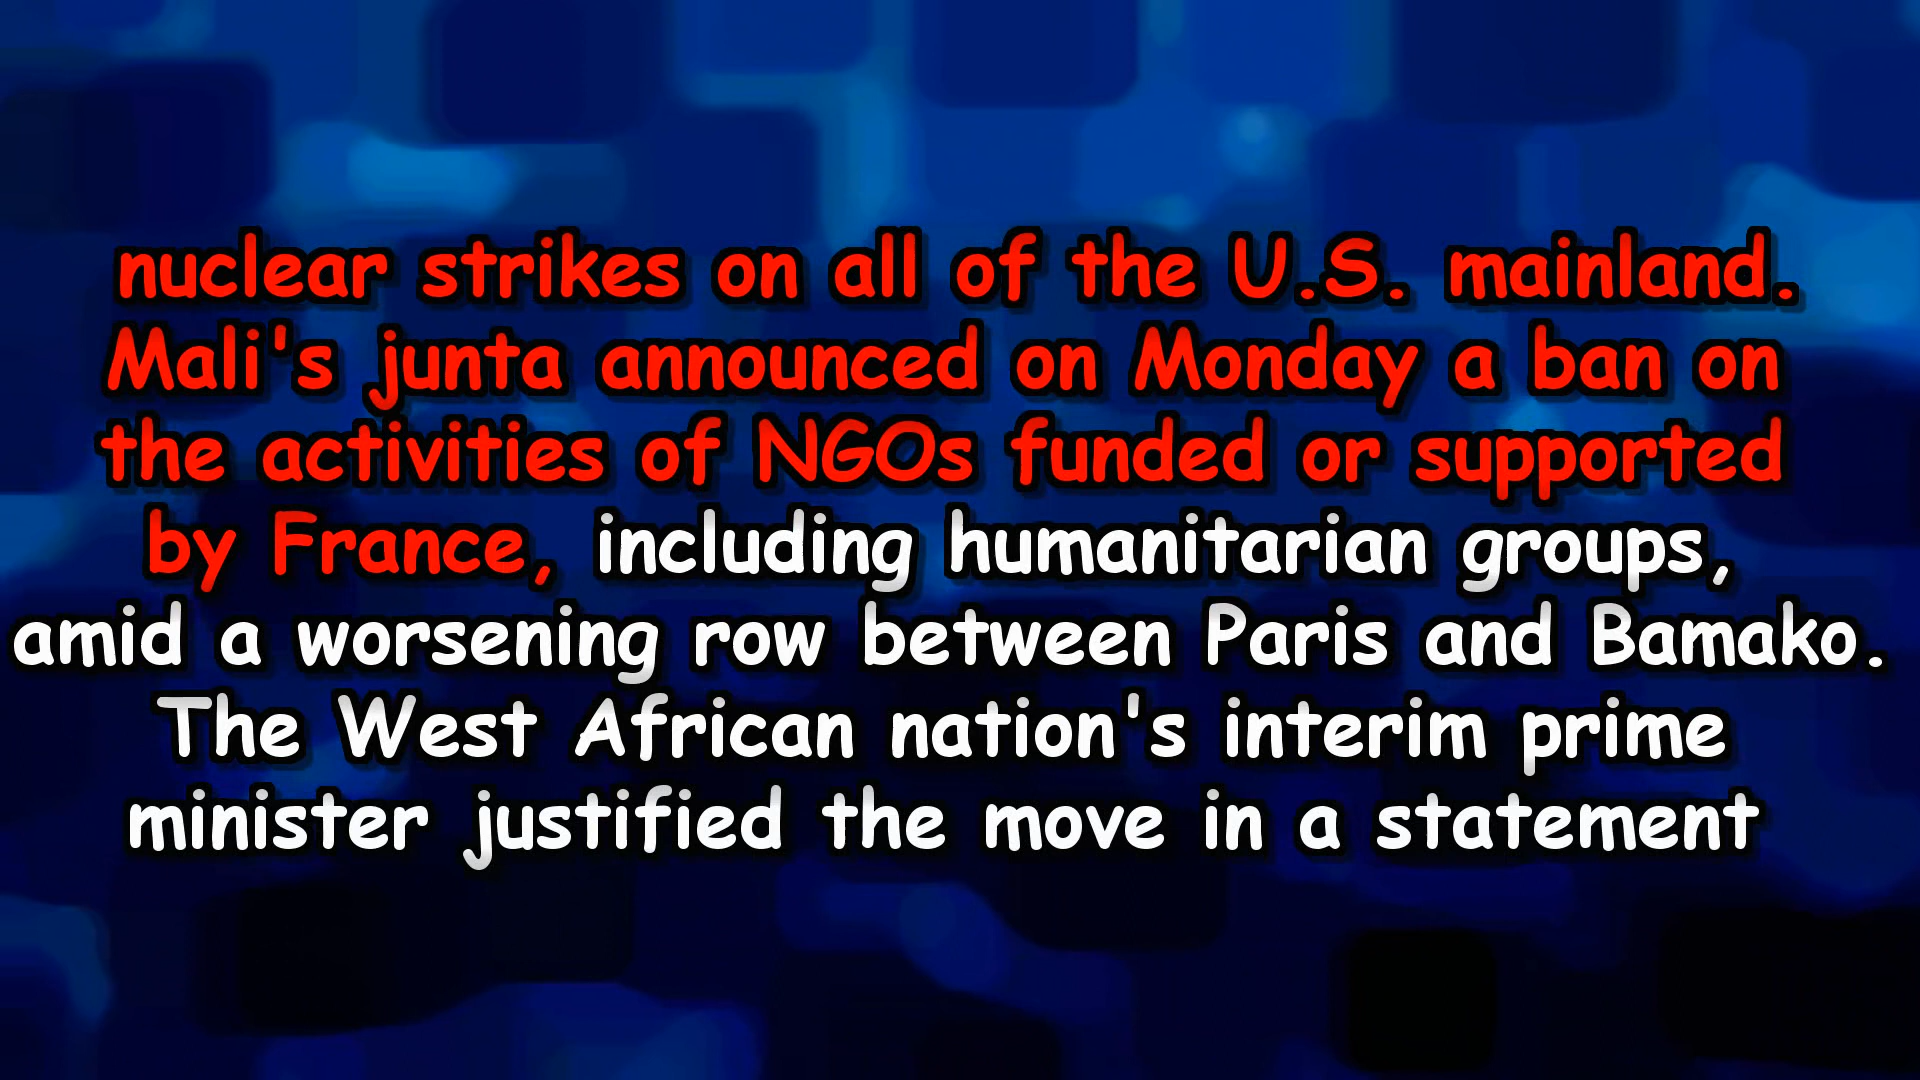 nuclear strikes on all of the U.S. mainland.
Mali's junta announced on Monday a ban on
the activities of NGOs funded or supported
by France, including humanitarian groups,
amid a worsening row between Paris and Bamako.
The West African nation's interim prime
minister justified the move in a statement